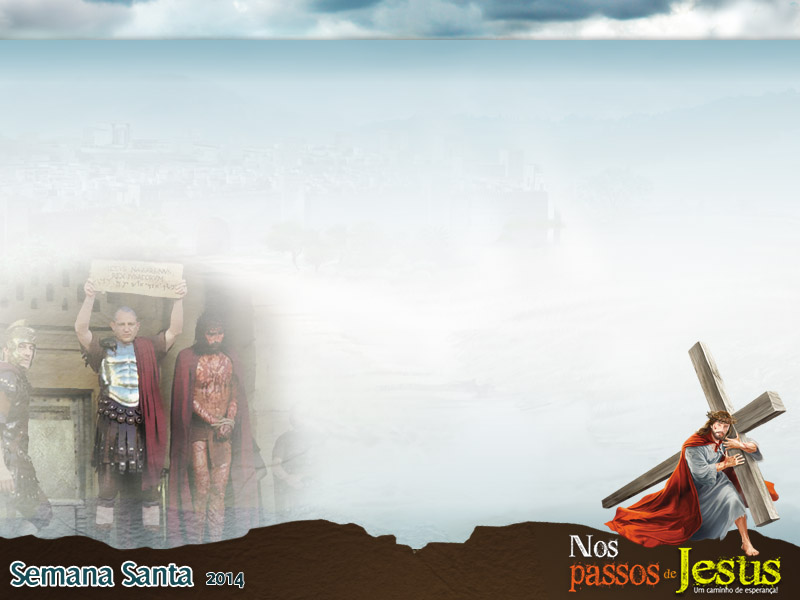 Semana Santa 2014
Nos
passos de Jesus
Um caminho de esperança!